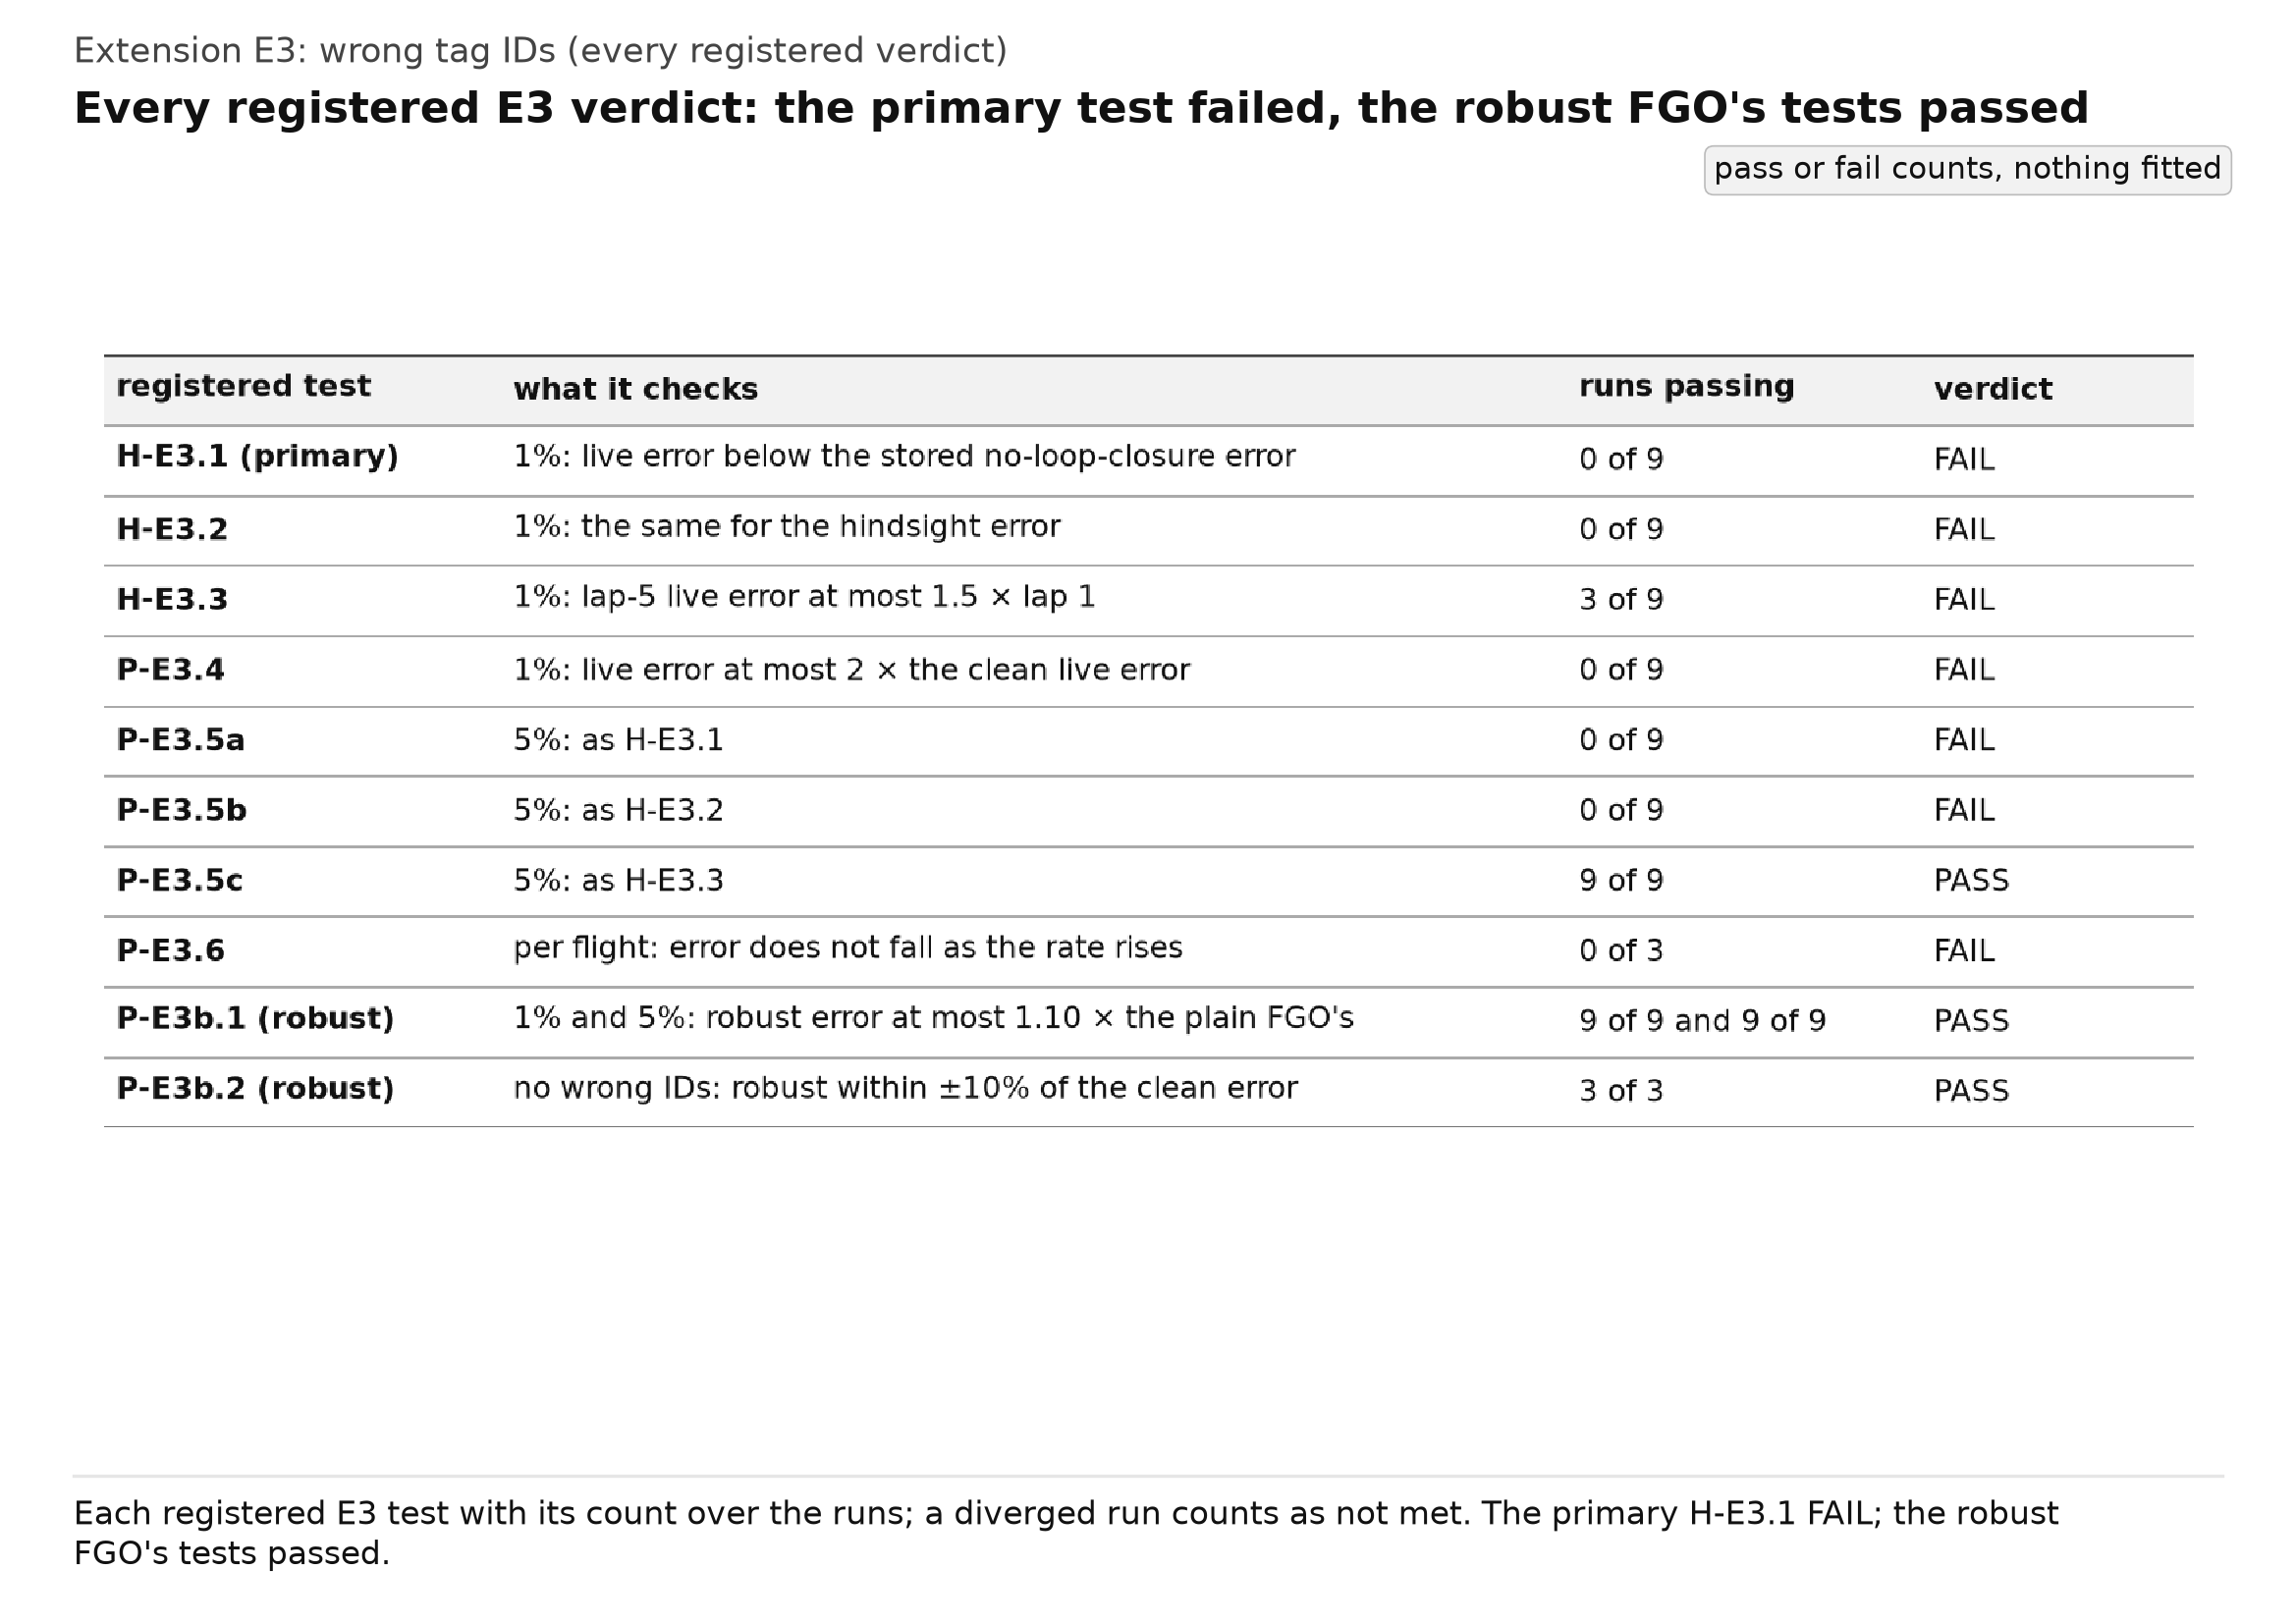 Extension E3: wrong tag IDs (every registered verdict)
Every registered E3 verdict: the primary test failed, the robust FGO's tests passed
pass or fail counts, nothing fitted
registered test what it checks runs passing verdict
H-E3.1 (primary) 1%: live error below the stored no-loop-closure error 0 of 9 FAIL
H-E3.2 1%: the same for the hindsight error 0 of 9 FAIL
H-E3.3 1%: lap-5 live error at most 1.5 × lap 1 3 of 9 FAIL
P-E3.4 1%: live error at most 2 × the clean live error 0 of 9 FAIL
P-E3.5a 5%: as H-E3.1 0 of 9 FAIL
P-E3.5b 5%: as H-E3.2 0 of 9 FAIL
P-E3.5c 5%: as H-E3.3 9 of 9 PASS
P-E3.6 per flight: error does not fall as the rate rises 0 of 3 FAIL
P-E3b.1 (robust) 1% and 5%: robust error at most 1.10 × the plain FGO's 9 of 9 and 9 of 9 PASS
P-E3b.2 (robust) no wrong IDs: robust within ±10% of the clean error 3 of 3 PASS
Each registered E3 test with its count over the runs; a diverged run counts as not met. The primary H-E3.1 FAIL; the robust
FGO's tests passed.